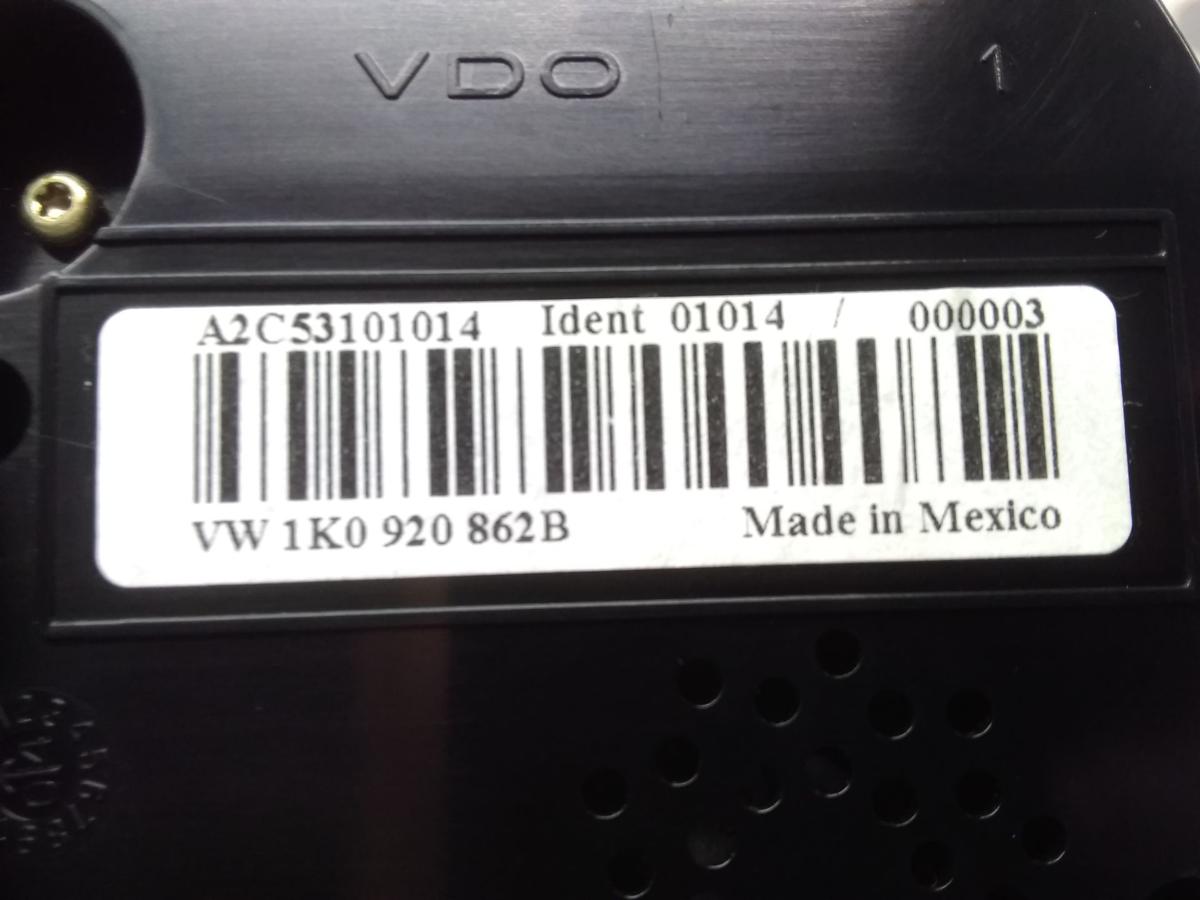 VDO
1
A2C53101014 Ident 01014 / 000003
VW 1K0 920 862B Made in Mexico